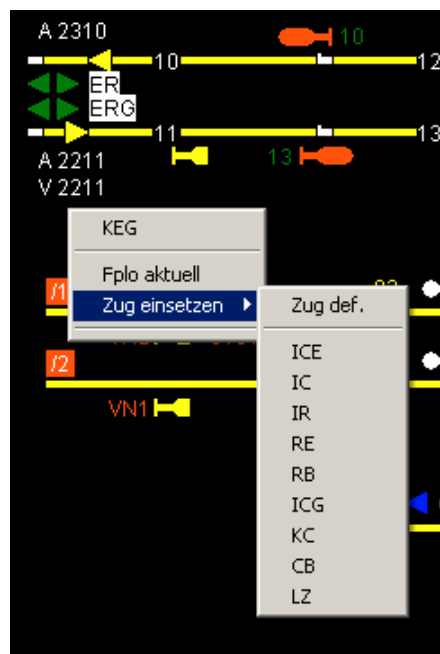 A 2310
10
10
12
ER
ERG
11
13
A 2211
13
V 2211
KEG
Fplo aktuell
/1
Zug einsetzen
Zug def.
ICE
/2
IC
VN1
IR
RE
RB
ICG
KC
CB
LZ